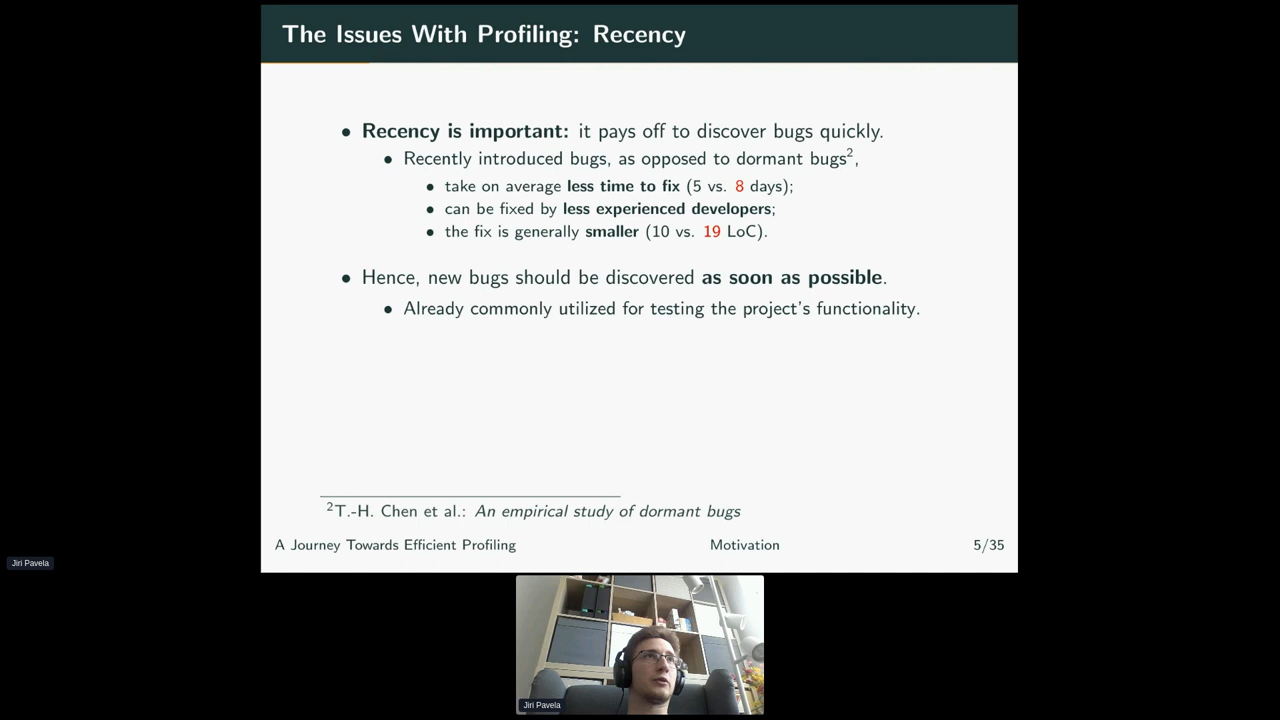 The Issues With Profiling: Recency
• Recency is important: it pays off to discover bugs quickly.
• Recently introduced bugs, as opposed to dormant bugs2,
• take on average less time to fix (5 vs. 8 days);
• can be fixed by less experienced developers;
• the fix is generally smaller (10 vs. 19 LoC).
• Hence, new bugs should be discovered as soon as possible.
• Already commonly utilized for testing the project's functionality.
2T.-H. Chen et al.: An empirical study of dormant bugs
A Journey Towards Efficient Profiling Motivation 5/35
Jiri Pavela
Jiri Pavela